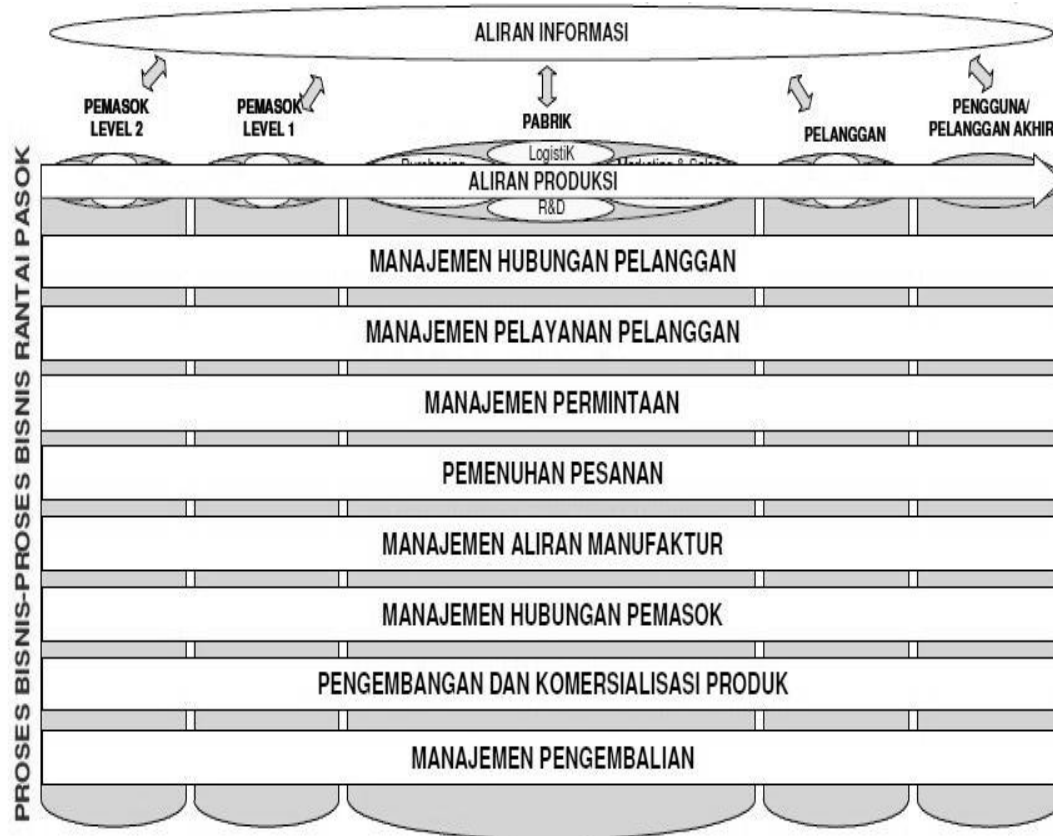 ALIRAN INFORMASI
PEMASOK
LEVEL 2
PEMASOK
LEVEL 1
PABRIK
PELANGGAN
PENGGUNA/
PELANGGAN AKHIR
LogistiK
ALIRAN PRODUKSI
R&D
MANAJEMEN HUBUNGAN PELANGGAN
MANAJEMEN PELAYANAN PELANGGAN
MANAJEMEN PERMINTAAN
PEMENUHAN PESANAN
MANAJEMEN ALIRAN MANUFAKTUR
MANAJEMEN HUBUNGAN PEMASOK
PENGEMBANGAN DAN KOMERSIALISASI PRODUK
MANAJEMEN PENGEMBALIAN
PROSES BISNIS-PROSES BISNIS RANTAI PASOK